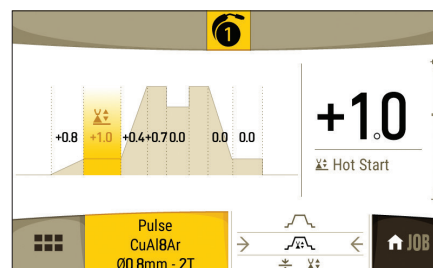 1
+0.8 +1.0 +0.4 +0.7 0.0 0.0 0.0
+1.0
Hot Start
Pulse
CuAl8Ar
Ø0.8mm - 2T
JOB